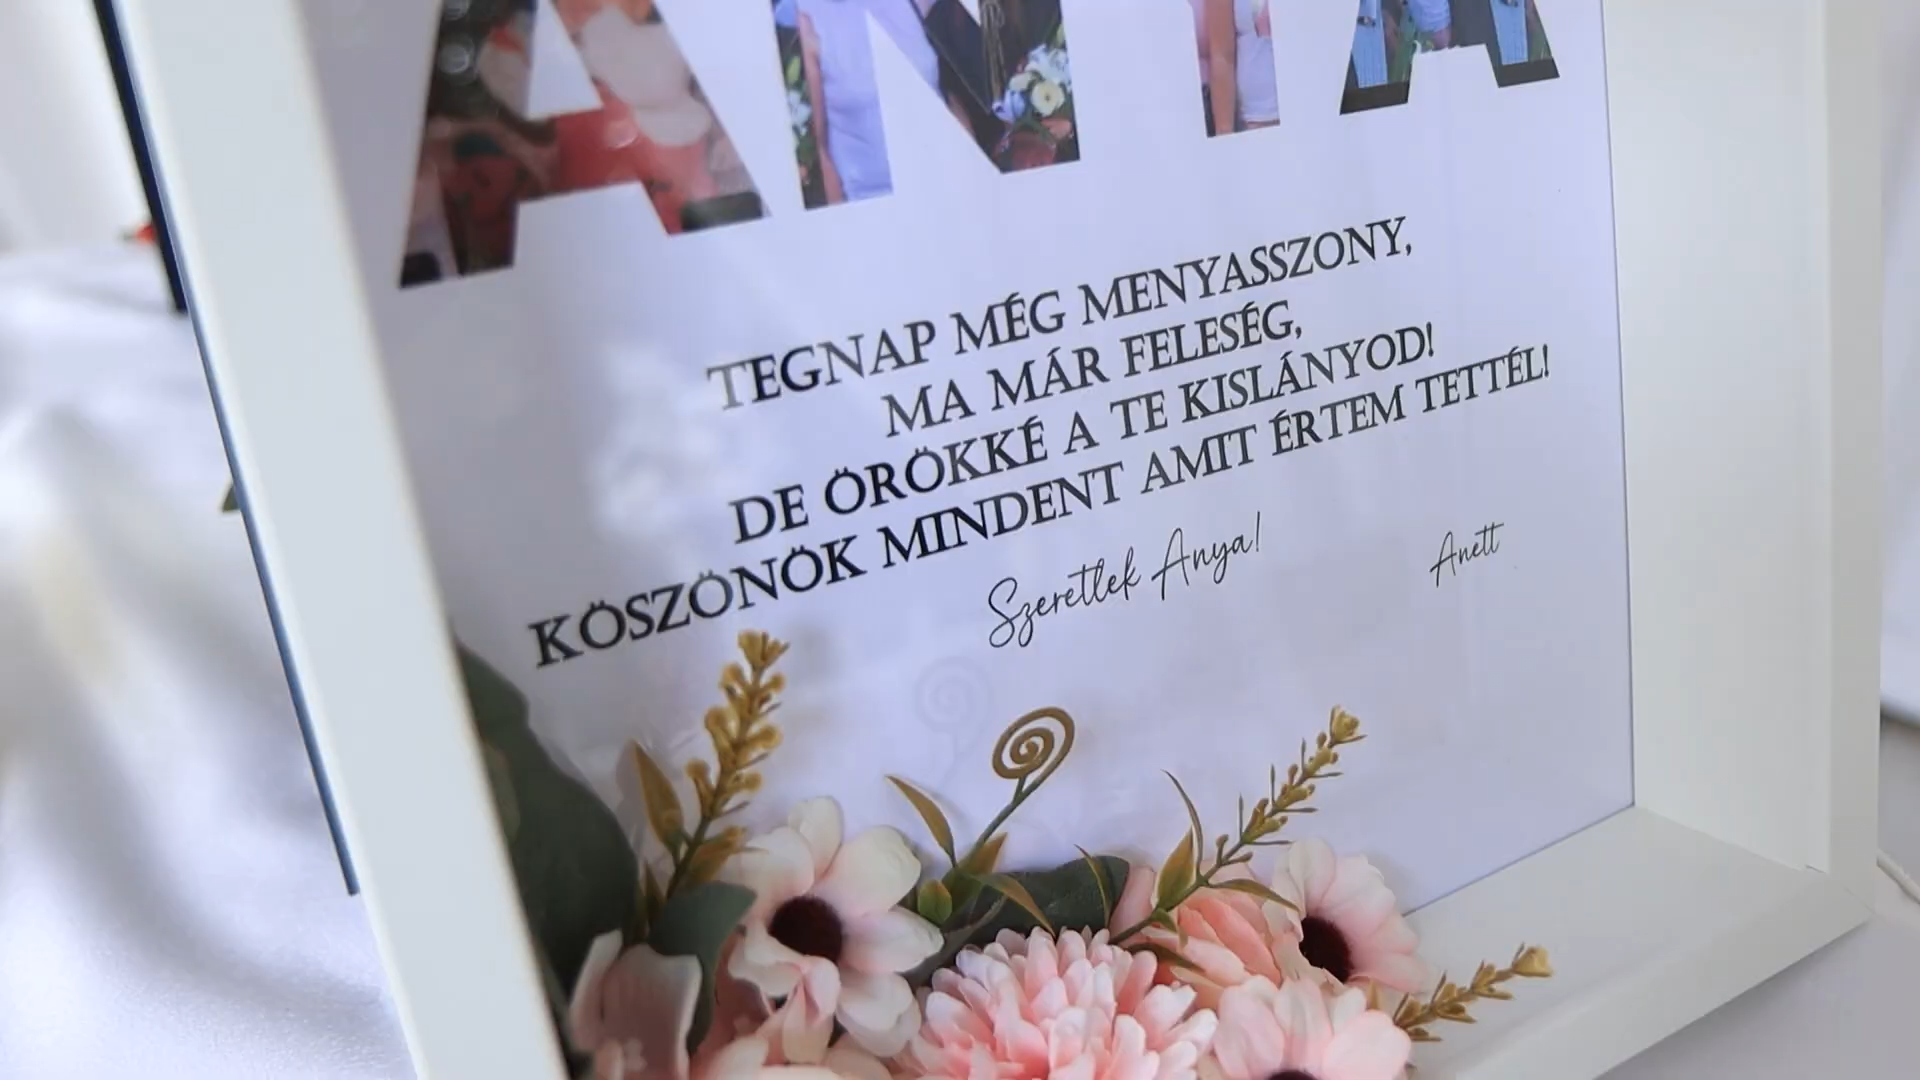 ANYA
TEGNAP MÉG MENYASSZONY,
MA MÁR FELESÉG,
DE ÖRÖKKÉ A TE KISLÁNYOD!
KÖSZÖNÖK MINDENT AMIT ÉRTEM TETTÉL!
Szeretlek Anya!
Anett